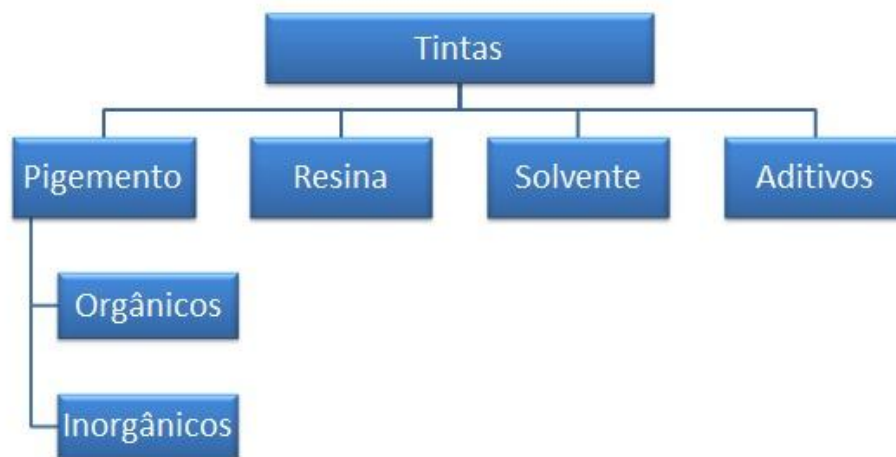 Tintas
Pigemento
Resina
Solvente
Aditivos
Orgânicos
Inorgânicos